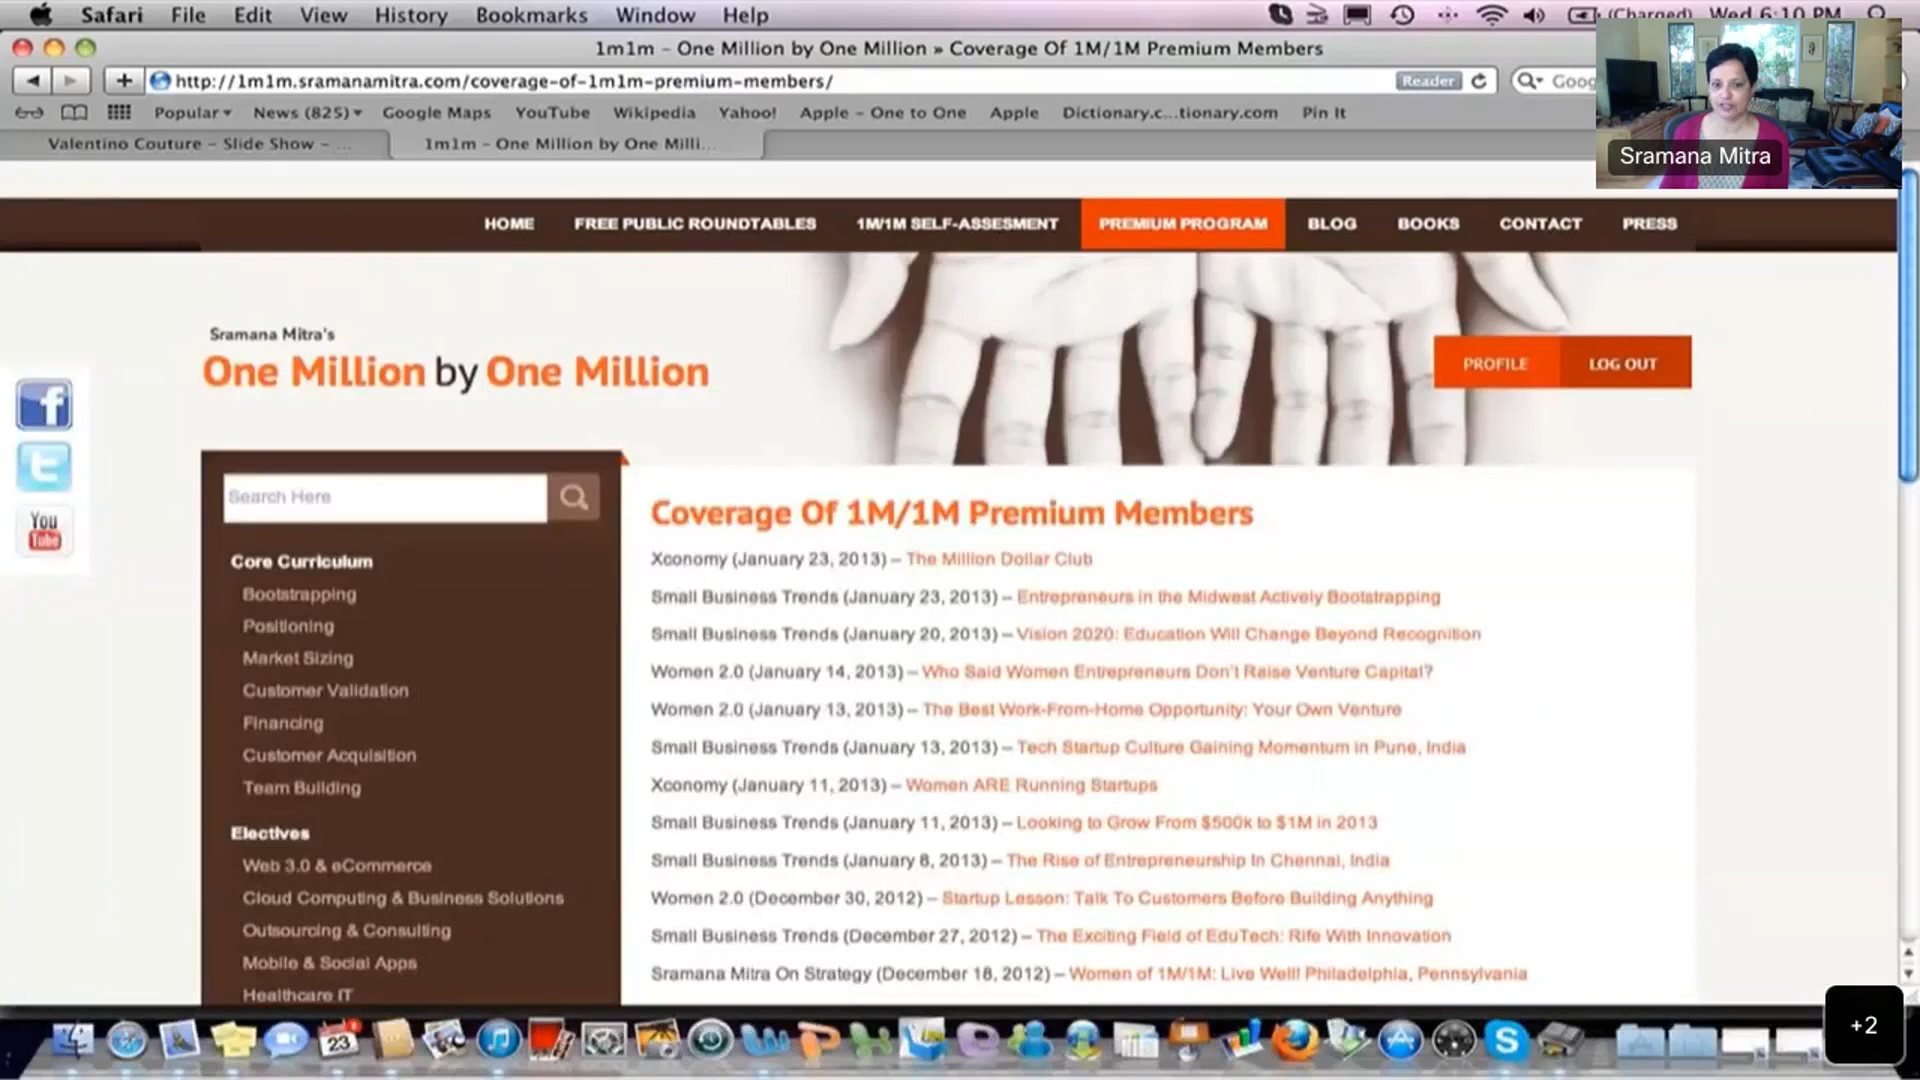 Safari File Edit View History Bookmarks Window Help (Charged) Wed 6:10 PM
1m1m – One Million by One Million » Coverage Of 1M/1M Premium Members
http://1m1m.sramanamitra.com/coverage-of-1m1m-premium-members/ Reader Goog
Popular News (825) Google Maps YouTube Wikipedia Yahoo! Apple – One to One Apple Dictionary.c...tionary.com Pin It
Valentino Couture – Slide Show – ... 1m1m – One Million by One Milli...
Sramana Mitra
HOME FREE PUBLIC ROUNDTABLES 1M/1M SELF-ASSESMENT PREMIUM PROGRAM BLOG BOOKS CONTACT PRESS
Sramana Mitra's
One Million by One Million
PROFILE LOG OUT
f
t
You
Tube
Search Here
Core Curriculum
Bootstrapping
Positioning
Market Sizing
Customer Validation
Financing
Customer Acquisition
Team Building
Electives
Web 3.0 & eCommerce
Cloud Computing & Business Solutions
Outsourcing & Consulting
Mobile & Social Apps
Healthcare IT
Coverage Of 1M/1M Premium Members
Xconomy (January 23, 2013) – The Million Dollar Club
Small Business Trends (January 23, 2013) – Entrepreneurs in the Midwest Actively Bootstrapping
Small Business Trends (January 20, 2013) – Vision 2020: Education Will Change Beyond Recognition
Women 2.0 (January 14, 2013) – Who Said Women Entrepreneurs Don't Raise Venture Capital?
Women 2.0 (January 13, 2013) – The Best Work-From-Home Opportunity: Your Own Venture
Small Business Trends (January 13, 2013) – Tech Startup Culture Gaining Momentum in Pune, India
Xconomy (January 11, 2013) – Women ARE Running Startups
Small Business Trends (January 11, 2013) – Looking to Grow From $500k to $1M in 2013
Small Business Trends (January 8, 2013) – The Rise of Entrepreneurship In Chennai, India
Women 2.0 (December 30, 2012) – Startup Lesson: Talk To Customers Before Building Anything
Small Business Trends (December 27, 2012) – The Exciting Field of EduTech: Rife With Innovation
Sramana Mitra On Strategy (December 18, 2012) – Women of 1M/1M: Live Well! Philadelphia, Pennsylvania
23
+2